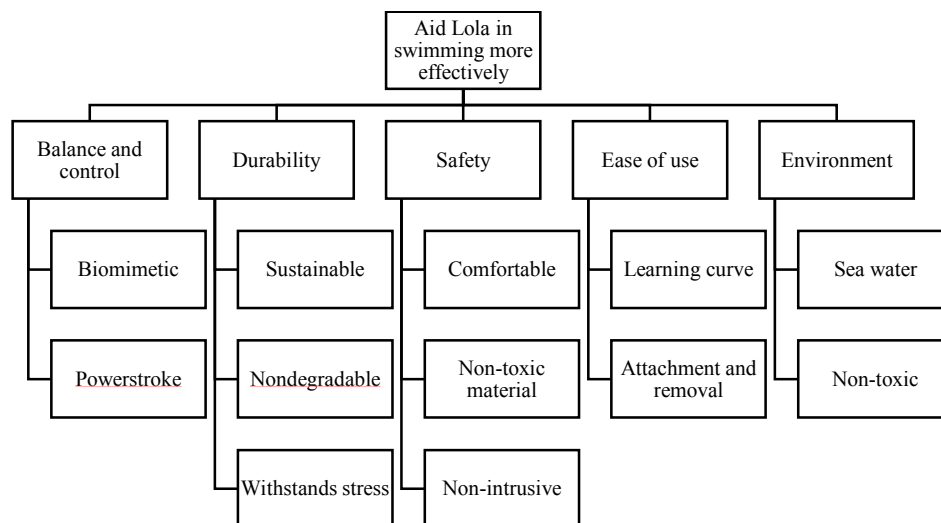 Aid Lola in
swimming more
effectively
Balance and
control
Durability
Safety
Ease of use
Environment
Biomimetic
Sustainable
Comfortable
Learning curve
Sea water
Powerstroke
Nondegradable
Non-toxic
material
Attachment and
removal
Non-toxic
Withstands stress
Non-intrusive